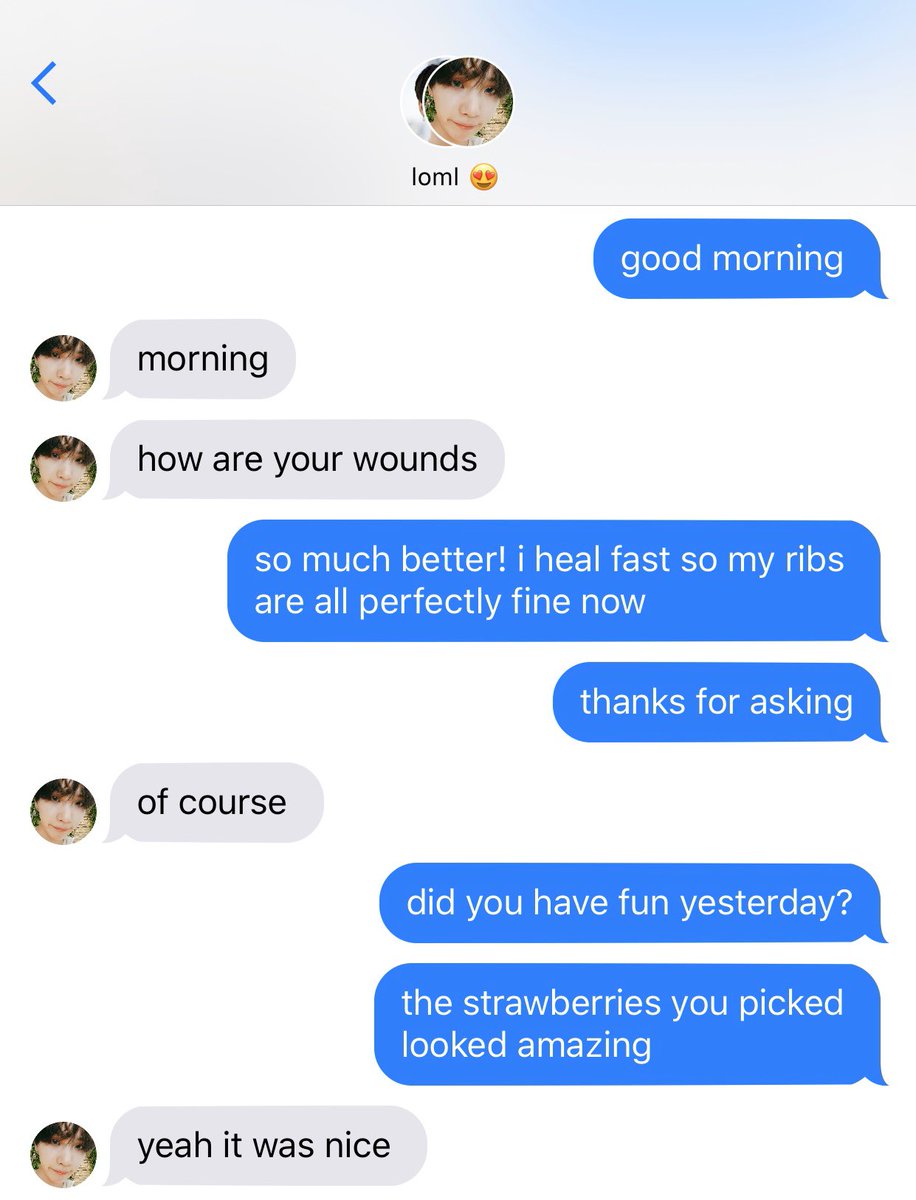 loml 😍
good morning
morning
how are your wounds
so much better! i heal fast so my ribs
are all perfectly fine now
thanks for asking
of course
did you have fun yesterday?
the strawberries you picked
looked amazing
yeah it was nice